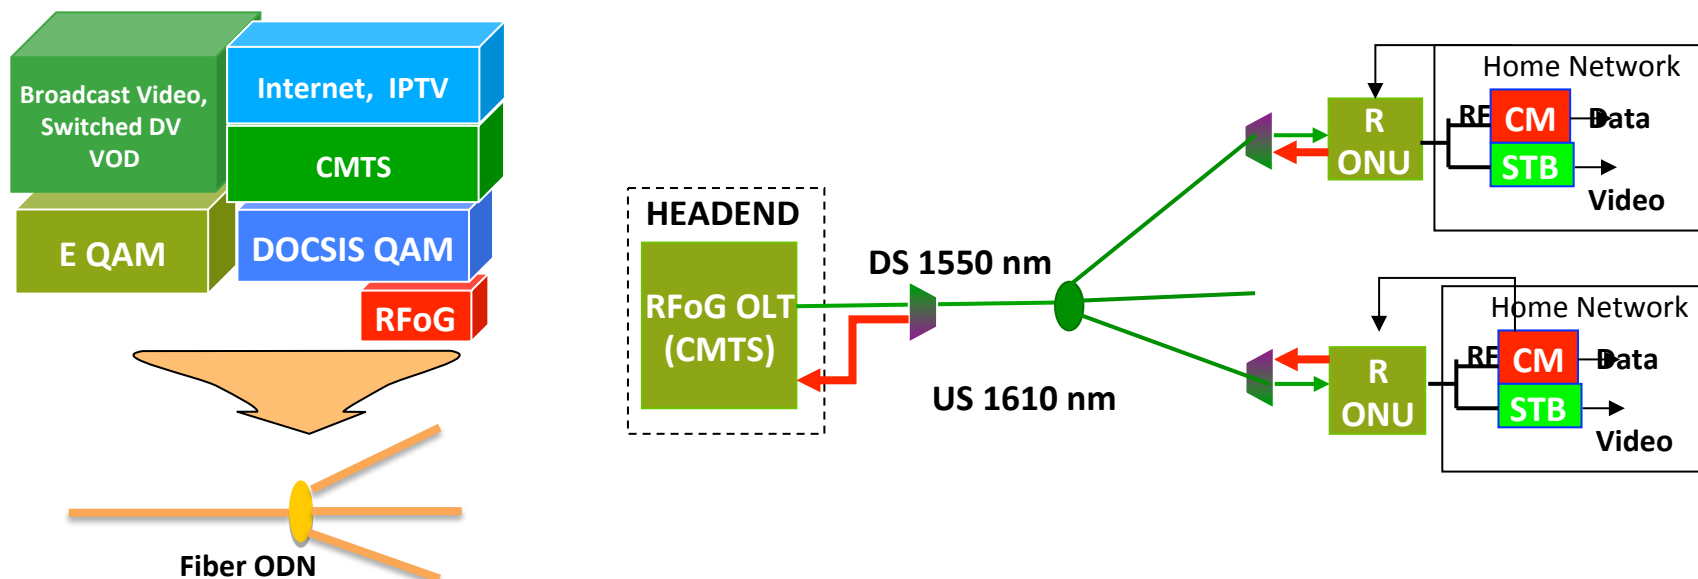 Broadcast Video,
Switched DV
VOD
Internet, IPTV
CMTS
E QAM
DOCSIS QAM
RFoG
Fiber ODN
HEADEND
RFoG OLT
(CMTS)
DS 1550 nm
US 1610 nm
R
ONU
Home Network
RF
CM
Data
STB
Video
R
ONU
Home Network
RF
CM
Data
STB
Video